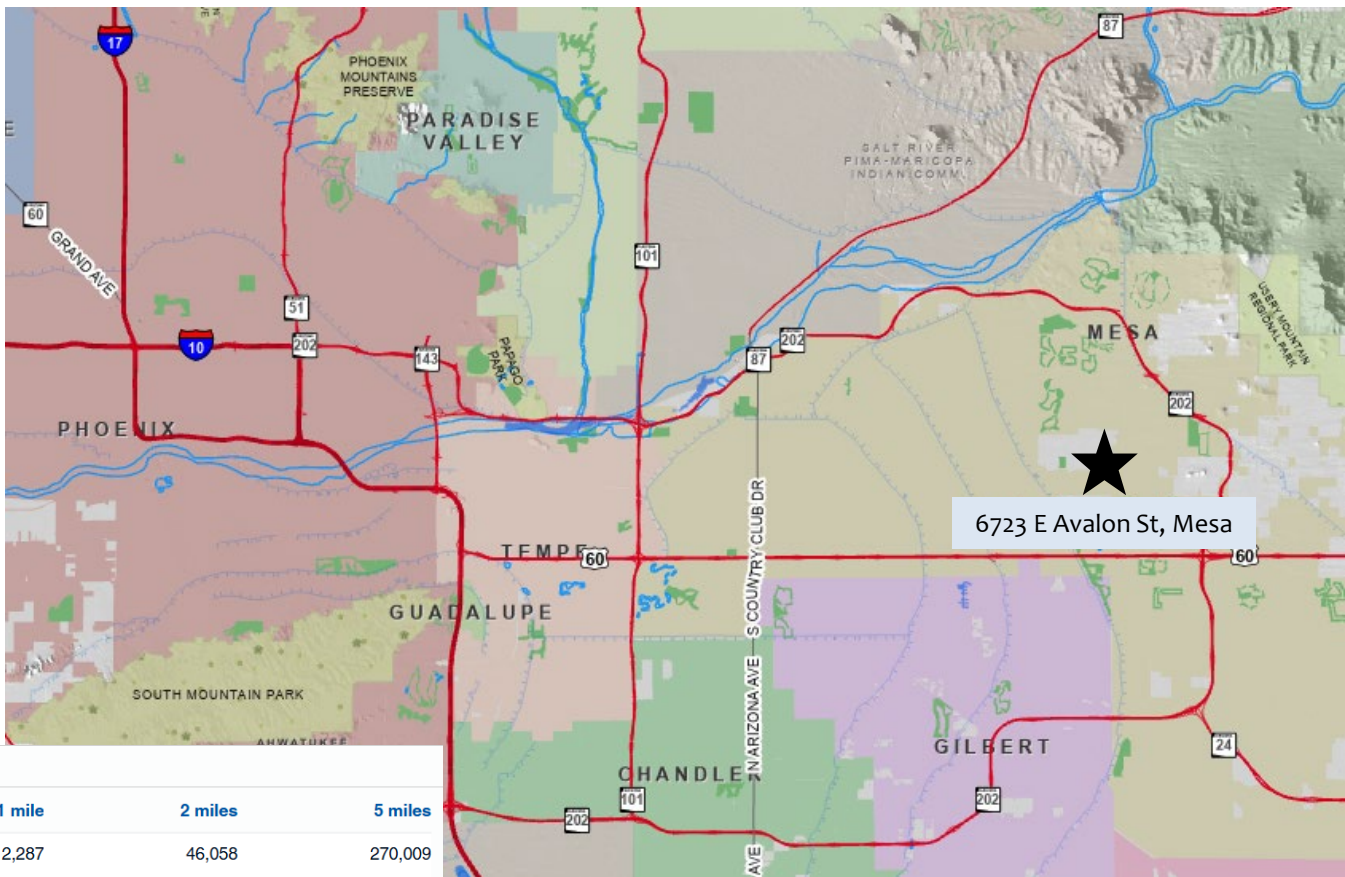 17
87
PHOENIX
MOUNTAINS
PRESERVE
PARADISE
VALLEY
SALT RIVER
PIMA-MARICOPA
INDIAN COMM.
60
GRAND AVE
101
51
202
10
143
PAPAGO
PARK
87
202
MESA
USERY MOUNTAIN
REGIONAL PARK
202
PHOENIX
6723 E Avalon St, Mesa
S COUNTRY CLUB DR
TEMPE
60
60
GUADALUPE
SOUTH MOUNTAIN PARK
N ARIZONA AVE
AHWATUKEE
GILBERT
24
CHANDLER
101
202
202
AVE
1 mile
2 miles
5 miles
2,287
46,058
270,009